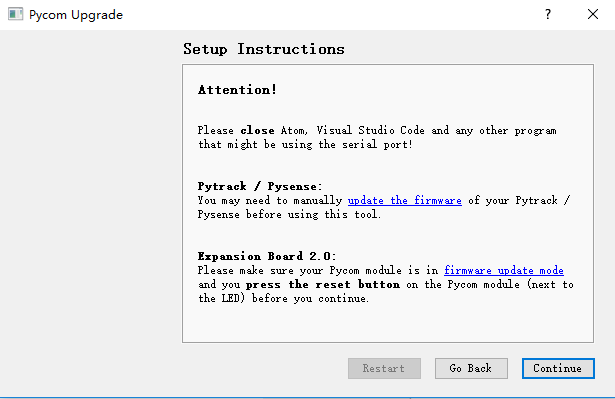 Pycom Upgrade
?
Setup Instructions
Attention!
Please close Atom, Visual Studio Code and any other program
that might be using the serial port!
Pytrack / Pysense:
You may need to manually update the firmware of your Pytrack /
Pysense before using this tool.
Expansion Board 2.0:
Please make sure your Pycom module is in firmware update mode
and you press the reset button on the Pycom module (next to
the LED) before you continue.
Restart
Go Back
Continue